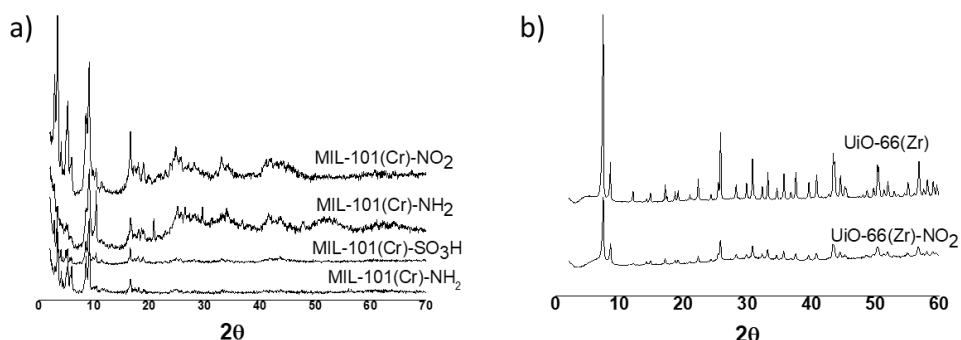 a)
MIL-101(Cr)-NO₂
MIL-101(Cr)-NH₂
MIL-101(Cr)-SO₃H
MIL-101(Cr)-NH₂
0 10 20 30 40 50 60 70
2θ
b)
UiO-66(Zr)
UiO-66(Zr)-NO₂
0 10 20 30 40 50 60
2θ